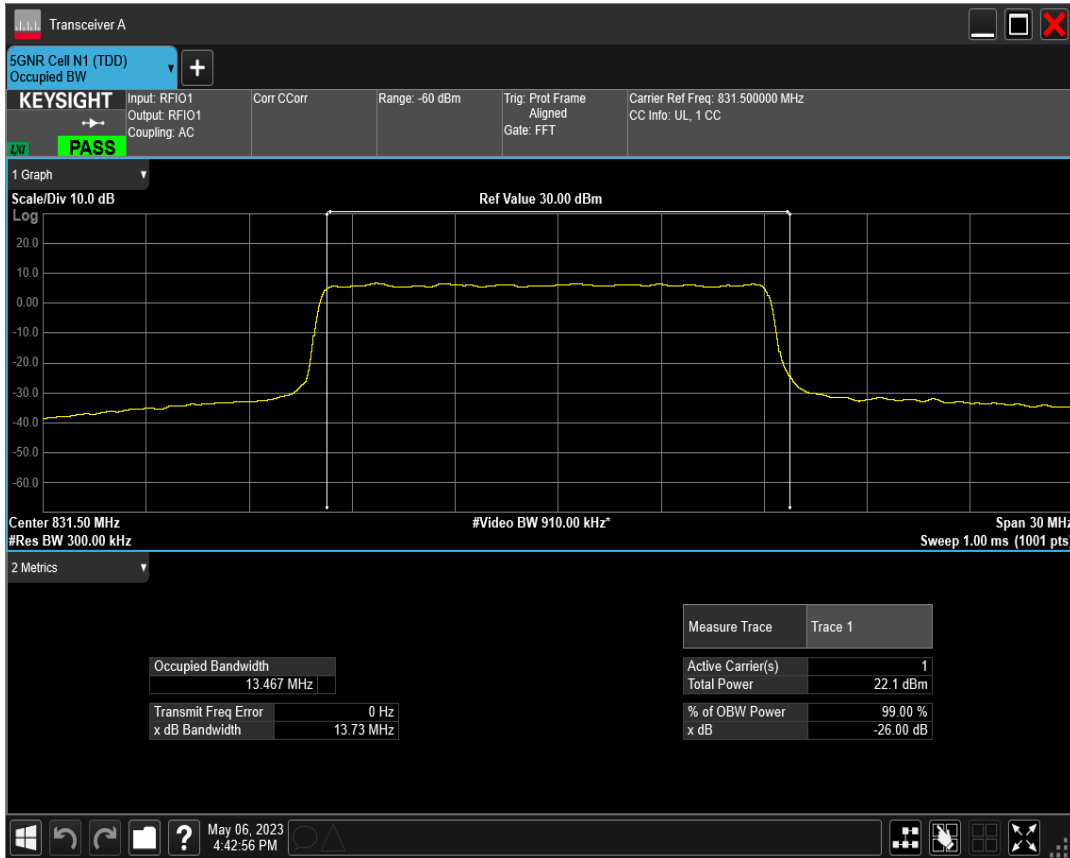 Transceiver A
5GNR Cell N1 (TDD)
Occupied BW
+
KEYSIGHT
LXI
PASS
Input: RFIO1
Output: RFIO1
Coupling: AC
Corr CCorr
Range: -60 dBm
Trig: Prot Frame
Aligned
Gate: FFT
Carrier Ref Freq: 831.500000 MHz
CC Info: UL, 1 CC
1 Graph
Scale/Div 10.0 dB
Ref Value 30.00 dBm
Log
20.0
10.0
0.00
-10.0
-20.0
-30.0
-40.0
-50.0
-60.0
Center 831.50 MHz
#Video BW 910.00 kHz*
Span 30 MHz
#Res BW 300.00 kHz
Sweep 1.00 ms (1001 pts)
2 Metrics
Measure Trace Trace 1
Occupied Bandwidth
13.467 MHz
Active Carrier(s) 1
Total Power 22.1 dBm
Transmit Freq Error 0 Hz
x dB Bandwidth 13.73 MHz
% of OBW Power 99.00 %
x dB -26.00 dB
?
May 06, 2023
4:42:56 PM